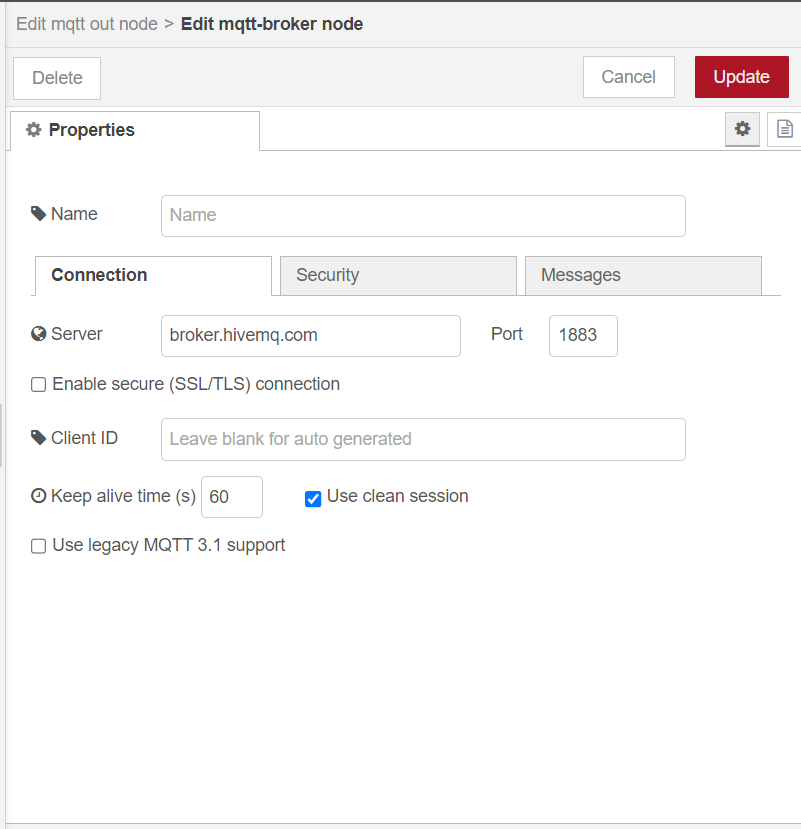 Edit mqtt out node > Edit mqtt-broker node
Delete Cancel Update
Properties
Name Name
Connection Security Messages
Server broker.hivemq.com Port 1883
Enable secure (SSL/TLS) connection
Client ID Leave blank for auto generated
Keep alive time (s) 60 Use clean session
Use legacy MQTT 3.1 support